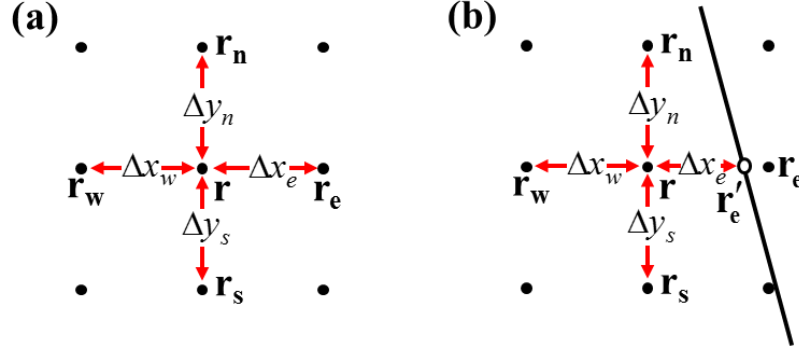 (a) (b)
r_n r_n
Δy_n Δy_n
Δx_w Δx_e Δx_w Δx_e
r_w r r_e r_w r r_e′ r_e
Δy_s Δy_s
r_s r_s